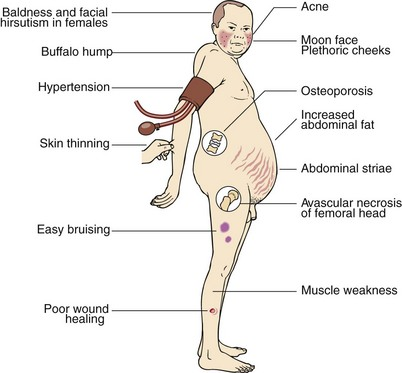 Baldness and facial
hirsutism in females
Buffalo hump
Hypertension
Skin thinning
Easy bruising
Poor wound
healing
Acne
Moon face
Plethoric cheeks
Osteoporosis
Increased
abdominal fat
Abdominal striae
Avascular necrosis
of femoral head
Muscle weakness